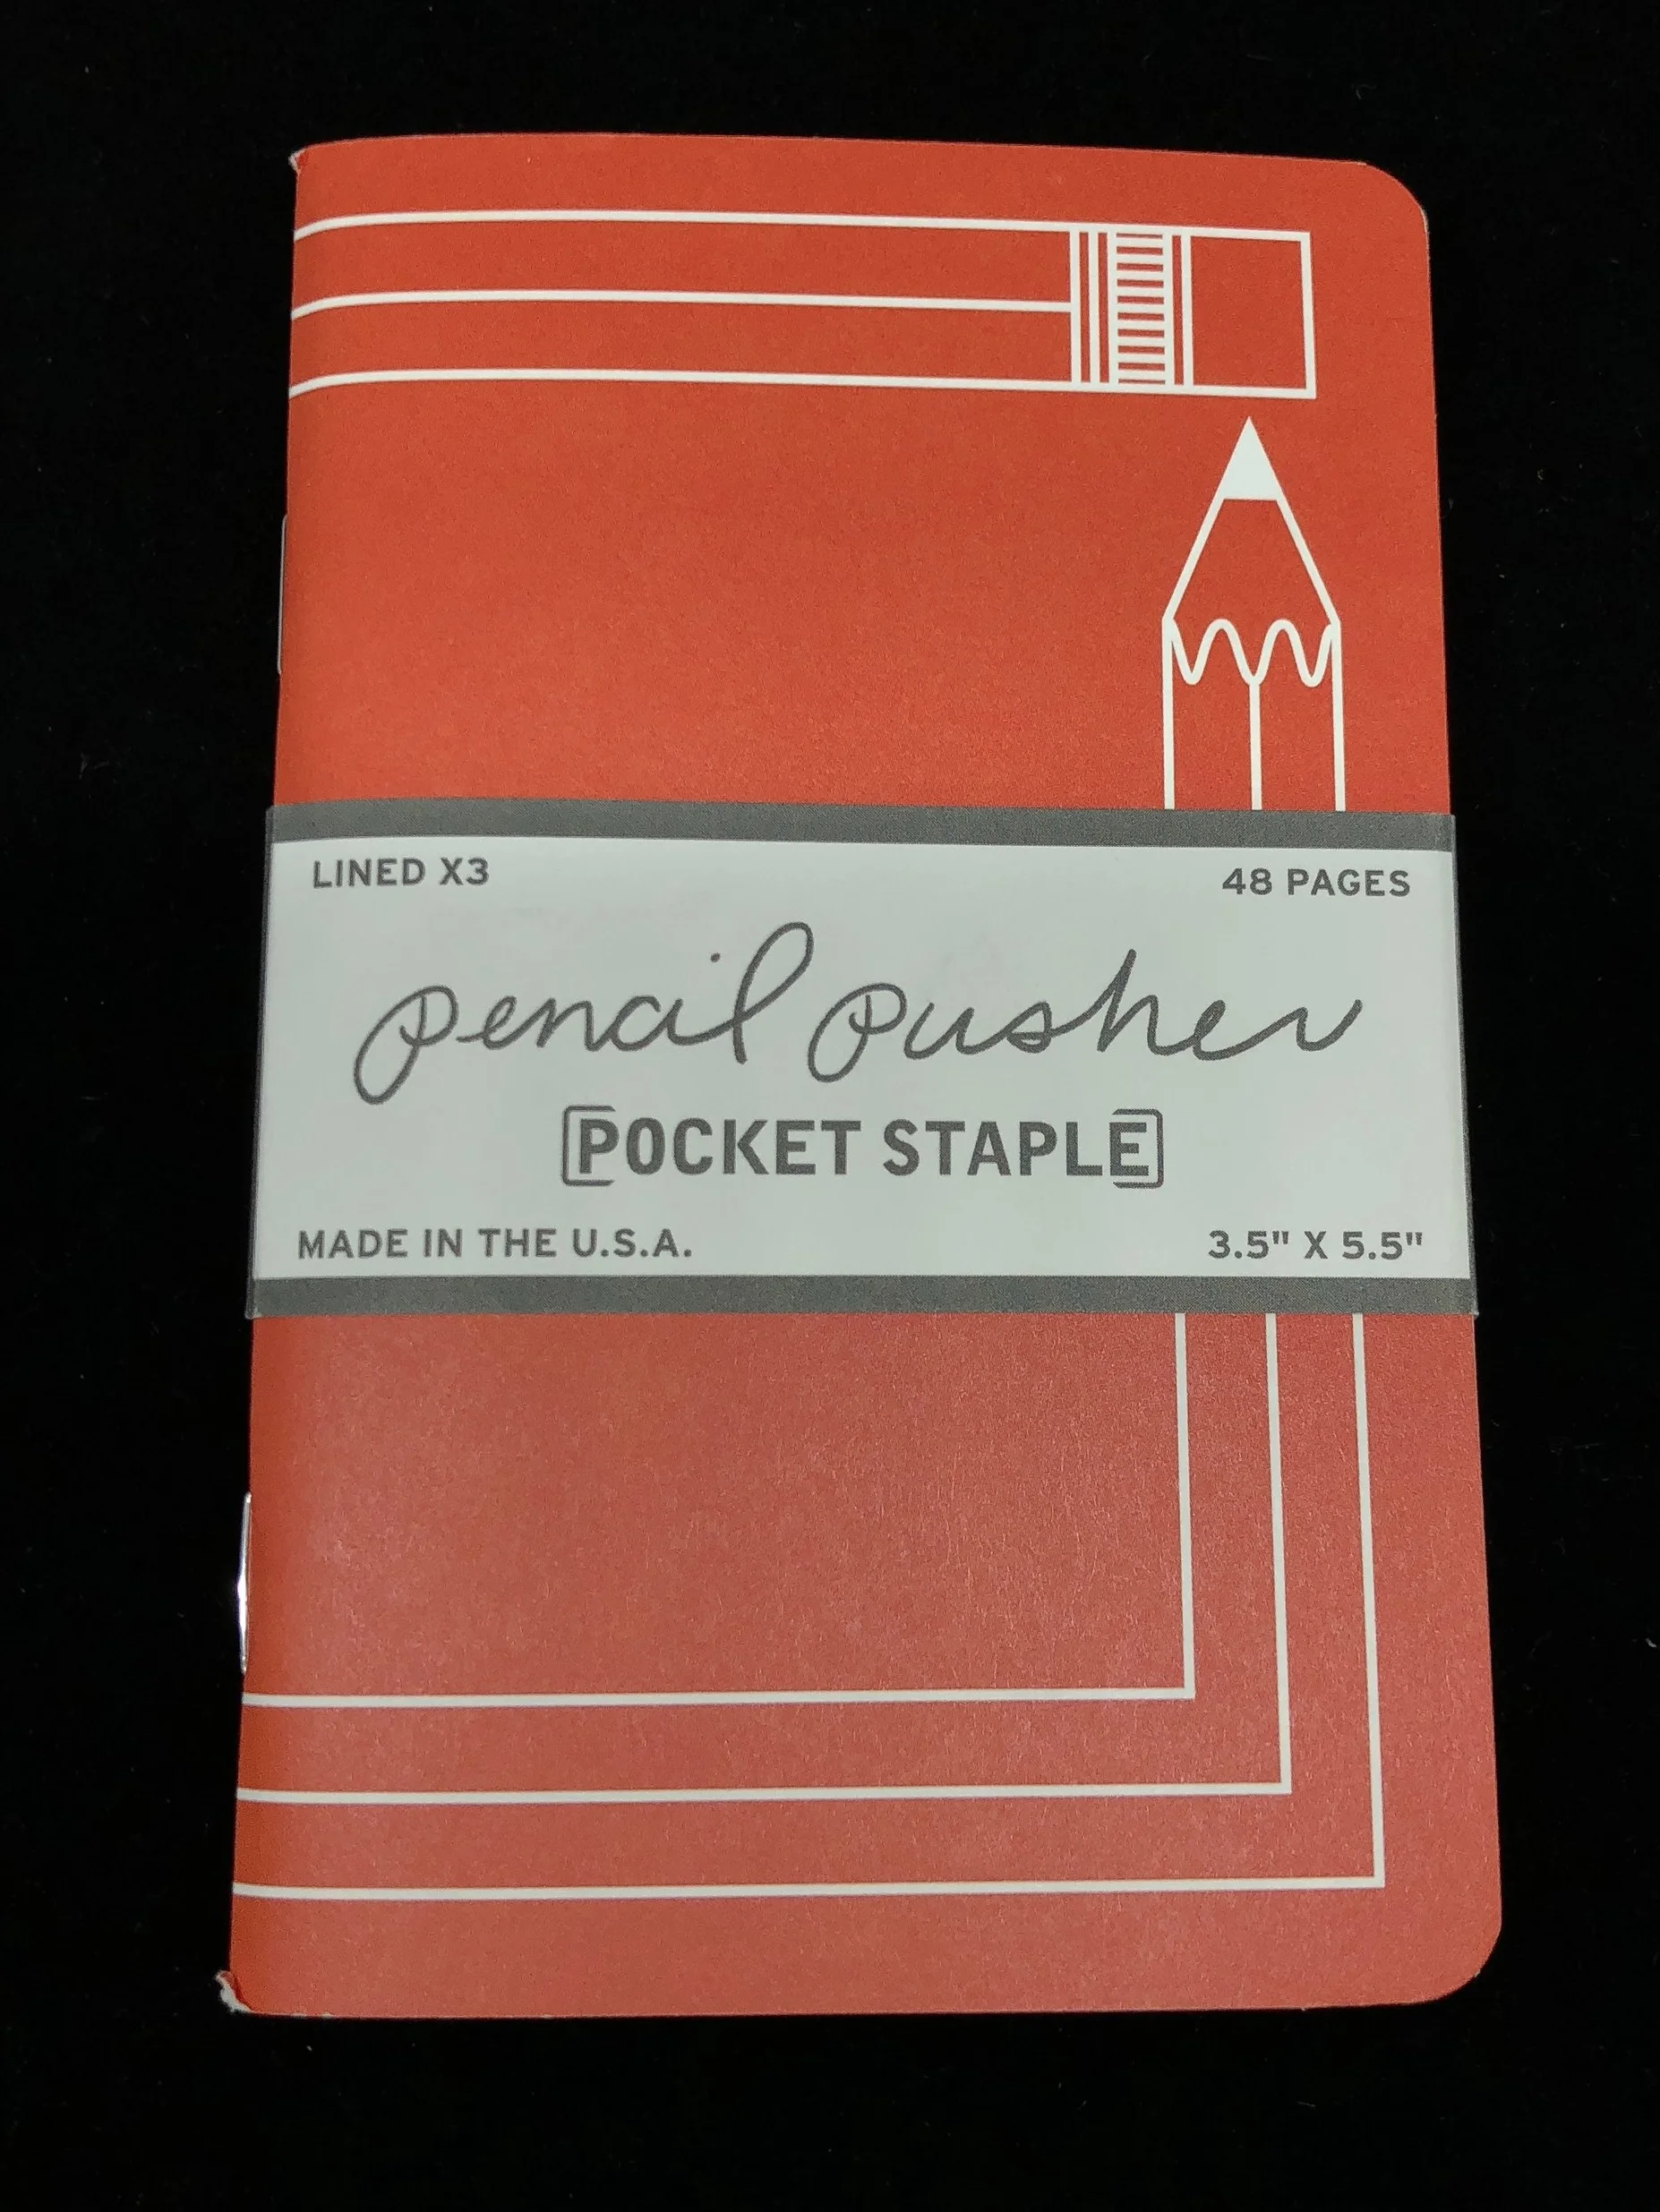 LINED X3 48 PAGES
pencil pusher
POCKET STAPLE
MADE IN THE U.S.A. 3.5" X 5.5"